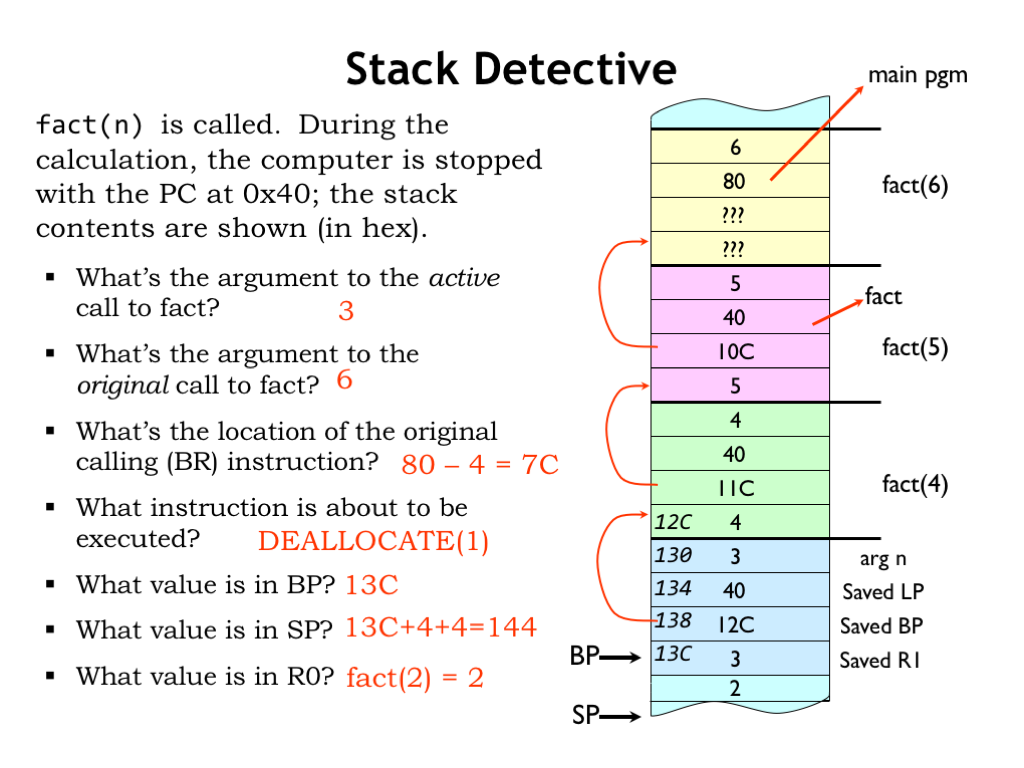 Stack Detective
fact(n) is called. During the
calculation, the computer is stopped
with the PC at 0x40; the stack
contents are shown (in hex).
▪ What's the argument to the active
call to fact? 3
▪ What's the argument to the
original call to fact? 6
▪ What's the location of the original
calling (BR) instruction? 80 – 4 = 7C
▪ What instruction is about to be
executed? DEALLOCATE(1)
▪ What value is in BP? 13C
▪ What value is in SP? 13C+4+4=144
▪ What value is in R0? fact(2) = 2
main pgm
6
80
fact(6)
???
???
5
fact
40
10C
fact(5)
5
4
40
11C
fact(4)
12C 4
130 3 arg n
134 40 Saved LP
138 12C Saved BP
BP 13C 3 Saved R1
2
SP